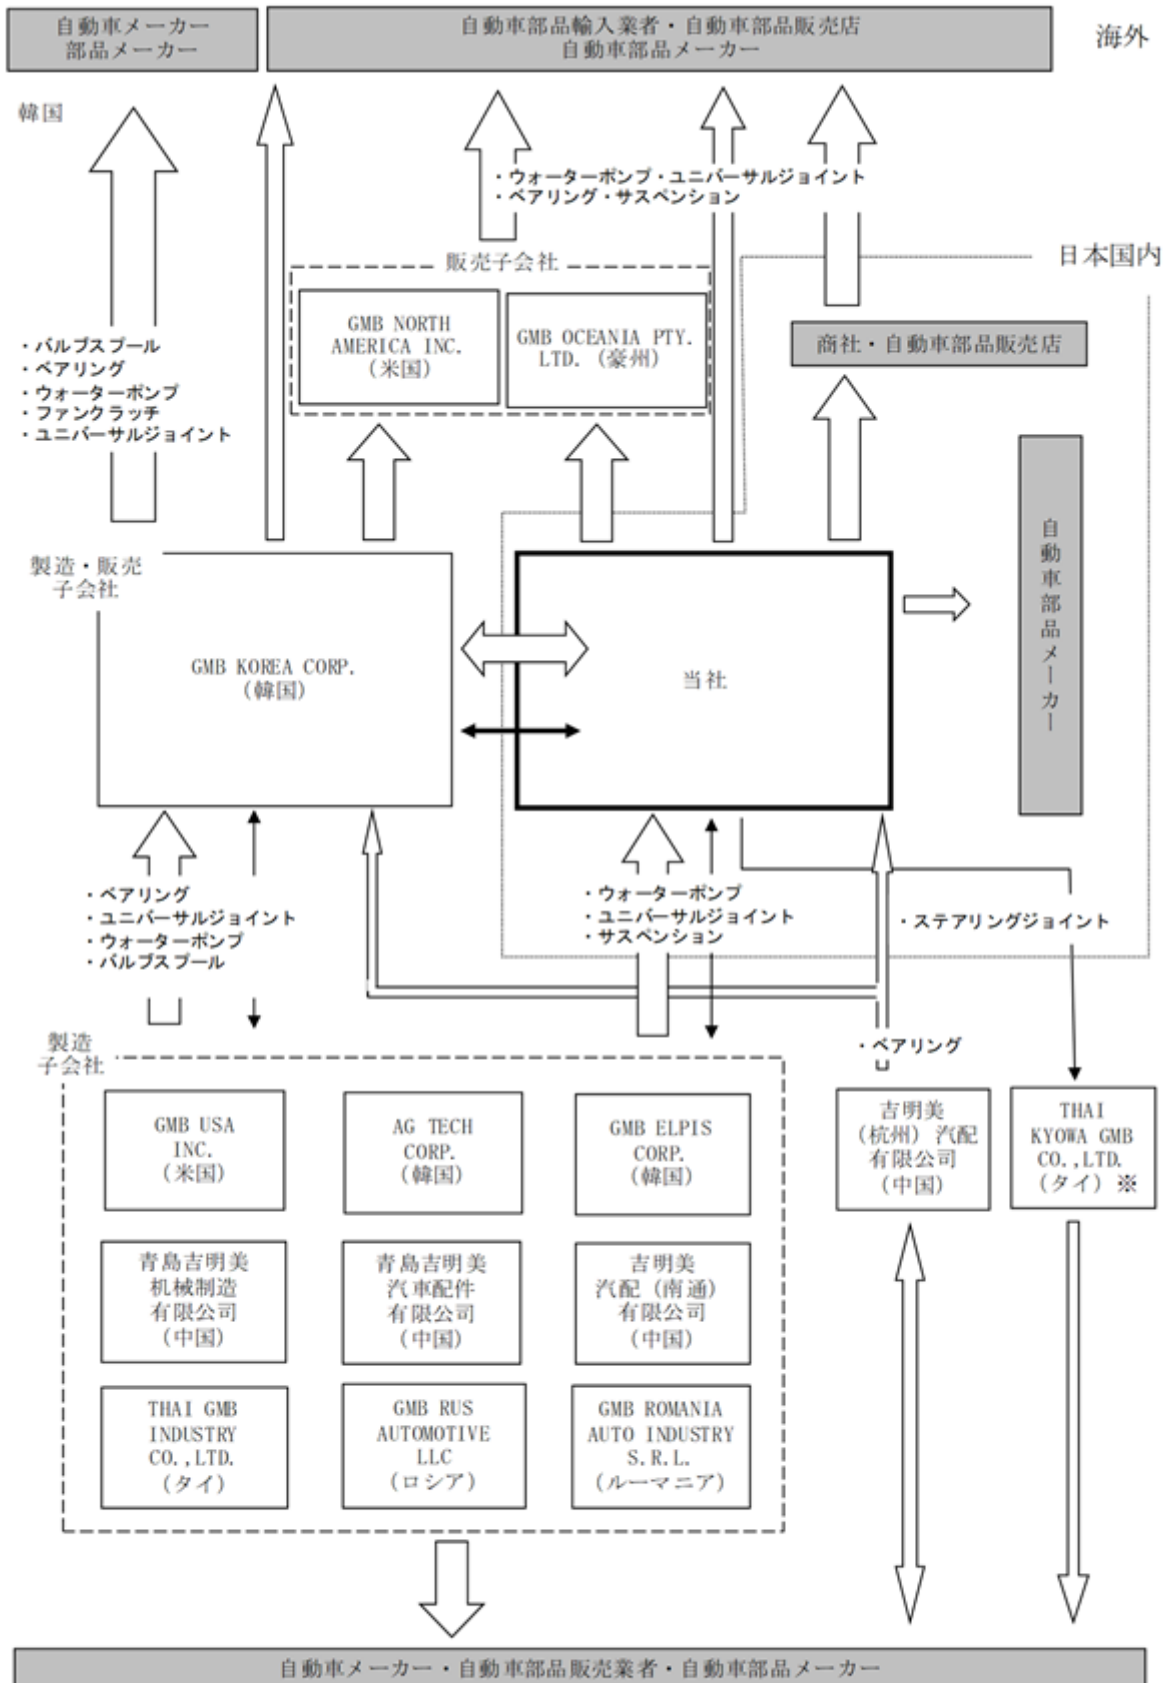 自動車メーカー
部品メーカー
自動車部品輸入業者・自動車部品販売店
自動車部品メーカー
海外
韓国
・ウォーターポンプ・ユニバーサルジョイント
・ベアリング・サスペンション
日本国内
販売子会社
GMB NORTH
AMERICA INC.
(米国)
GMB OCEANIA PTY.
LTD. (豪州)
商社・自動車部品販売店
・バルブスプール
・ベアリング
・ウォーターポンプ
・ファンクラッチ
・ユニバーサルジョイント
自動車部品メーカー
製造・販売
子会社
GMB KOREA CORP.
(韓国)
当社
・ベアリング
・ユニバーサルジョイント
・ウォーターポンプ
・バルブスプール
・ウォーターポンプ
・ユニバーサルジョイント
・サスペンション
・ステアリングジョイント
・ベアリング
製造
子会社
GMB USA
INC.
(米国)
AG TECH
CORP.
(韓国)
GMB ELPIS
CORP.
(韓国)
吉明美
(杭州) 汽配
有限公司
(中国)
THAI
KYOWA GMB
CO.,LTD.
(タイ) ※
青島吉明美
机械制造
有限公司
(中国)
青島吉明美
汽車配件
有限公司
(中国)
吉明美
汽配 (南通)
有限公司
(中国)
THAI GMB
INDUSTRY
CO.,LTD.
(タイ)
GMB RUS
AUTOMOTIVE
LLC
(ロシア)
GMB ROMANIA
AUTO INDUSTRY
S.R.L.
(ルーマニア)
自動車メーカー・自動車部品販売業者・自動車部品メーカー